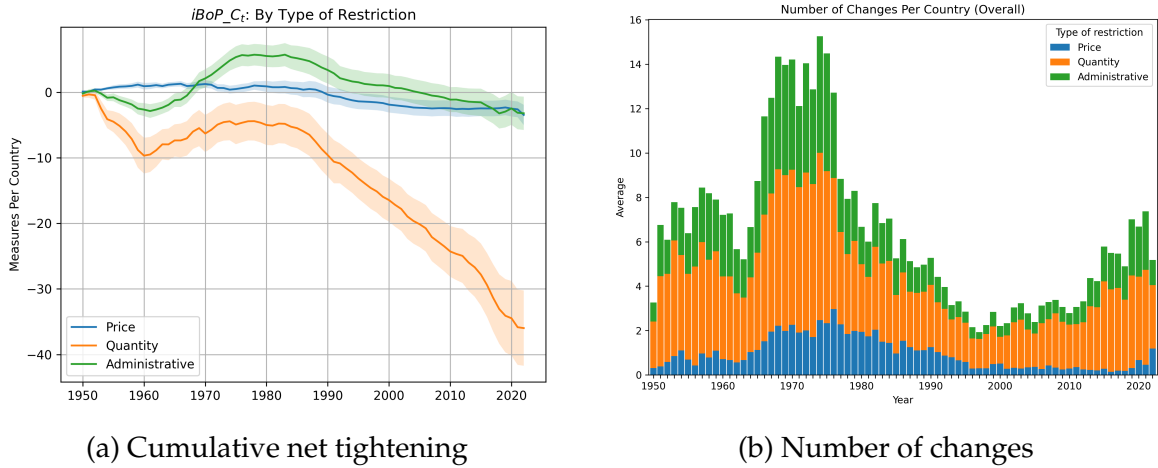 iBoP_C_t: By Type of Restriction
Measures Per Country
0
−10
−20
−30
−40
Price
Quantity
Administrative
1950 1960 1970 1980 1990 2000 2010 2020
(a) Cumulative net tightening
Number of Changes Per Country (Overall)
Average
16
14
12
10
8
6
4
2
0
Type of restriction
Price
Quantity
Administrative
1950 1960 1970 1980 1990 2000 2010 2020
Year
(b) Number of changes